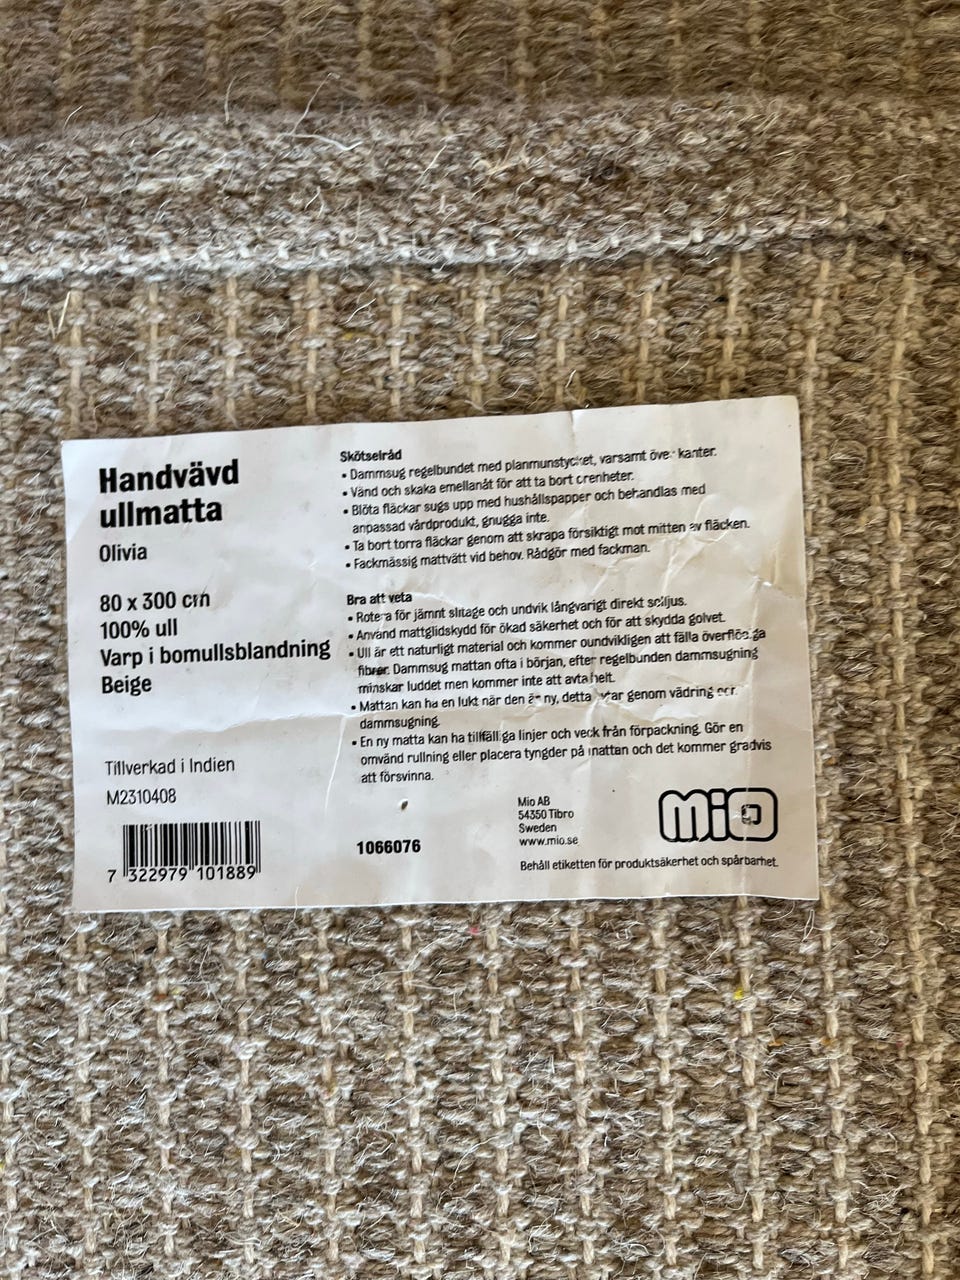 Handvävd
ullmatta
Olivia
80 x 300 cm
100% ull
Varp i bomullsblandning
Beige
Tillverkad i Indien
M2310408
7 322979 101889
Skötselråd
• Dammsug regelbundet med planmunstycket, varsamt över kanter.
• Vänd och skaka emellanåt för att ta bort orenheter.
• Blöta fläckar sugs upp med hushållspapper och behandlas med
anpassad vårdprodukt, gnugga inte.
• Ta bort torra fläckar genom att skrapa försiktigt mot mitten av fläcken.
• Fackmässig mattvätt vid behov. Rådgör med fackman.
Bra att veta
• Rotera för jämnt slitage och undvik långvarigt direkt solljus.
• Använd mattglidskydd för ökad säkerhet och för att skydda golvet.
• Ull är ett naturligt material och kommer oundvikligen att fälla överflödiga
fibrer. Dammsug mattan ofta i början, efter regelbunden dammsugning
minskar luddet men kommer inte att avta helt.
• Mattan kan ha en lukt när den är ny, detta avtar genom vädring och
dammsugning.
• En ny matta kan ha tillfälliga linjer och veck från förpackning. Gör en
omvänd rullning eller placera tyngder på mattan och det kommer gradvis
att försvinna.
1066076
Mio AB
54350 Tibro
Sweden
www.mio.se
mio
Behåll etiketten för produktsäkerhet och spårbarhet.